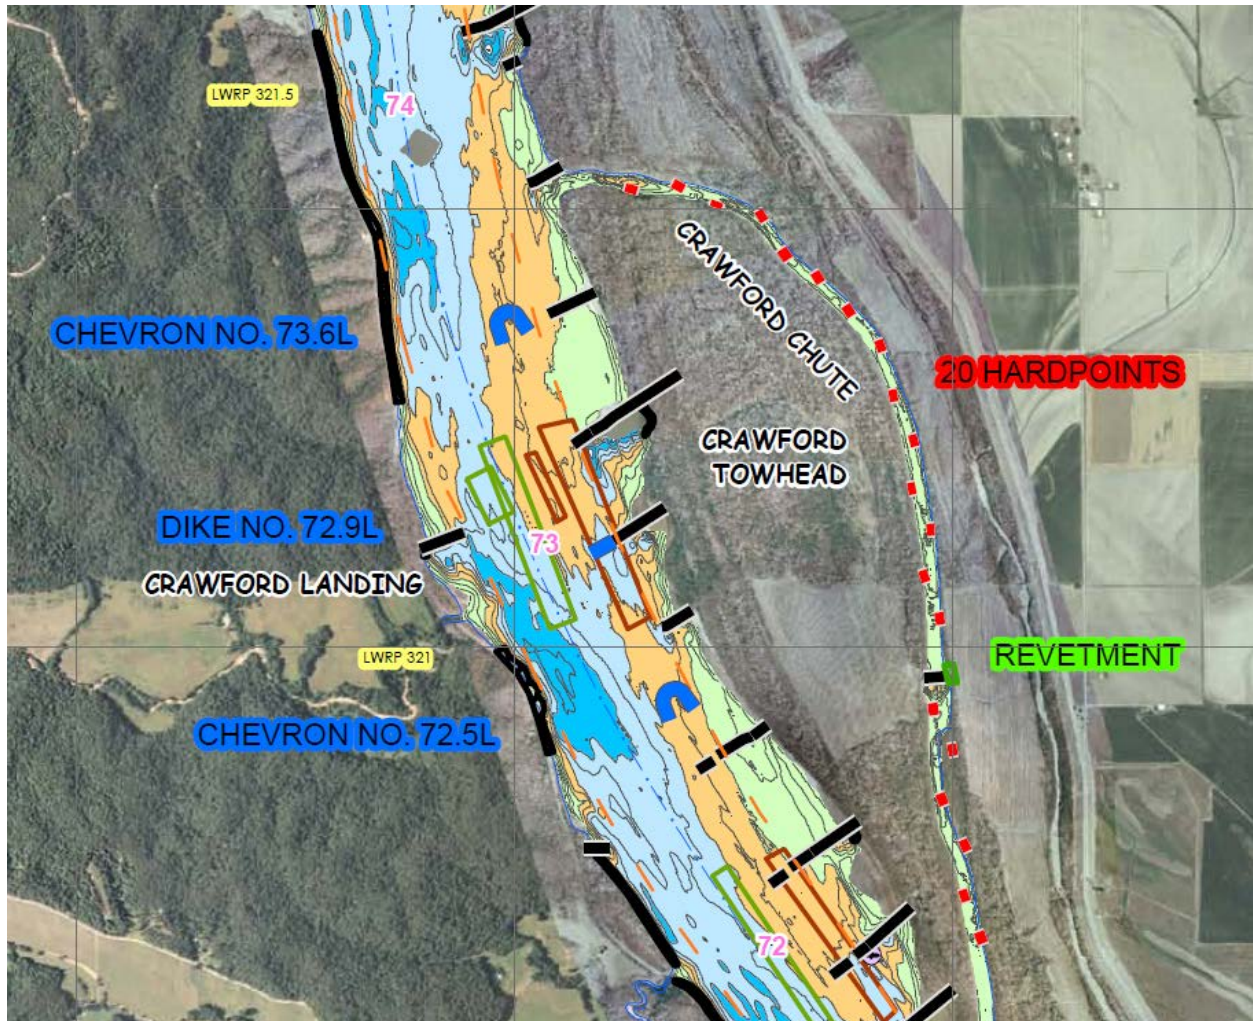 LWRP 321.5
74
CHEVRON NO. 73.6L
CRAWFORD CHUTE
20 HARDPOINTS
CRAWFORD
TOWHEAD
DIKE NO. 72.9L
73
CRAWFORD LANDING
LWRP 321
REVETMENT
CHEVRON NO. 72.5L
72